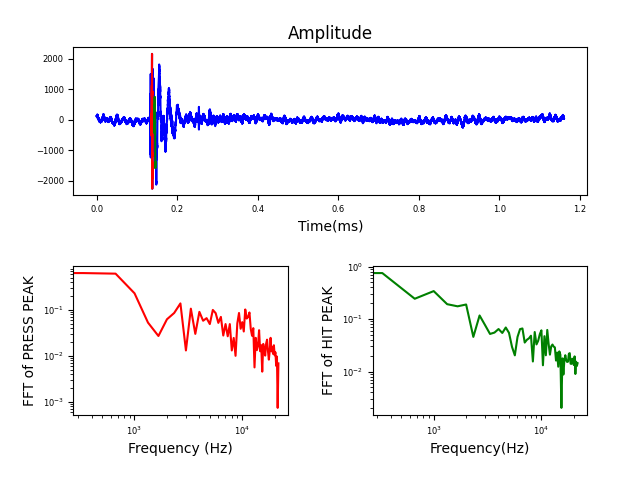 Amplitude
2000
1000
0
−1000
−2000
0.0 0.2 0.4 0.6 0.8 1.0 1.2
Time(ms)
FFT of PRESS PEAK
10⁻¹
10⁻²
10⁻³
10³ 10⁴
Frequency (Hz)
FFT of HIT PEAK
10⁰
10⁻¹
10⁻²
10³ 10⁴
Frequency(Hz)